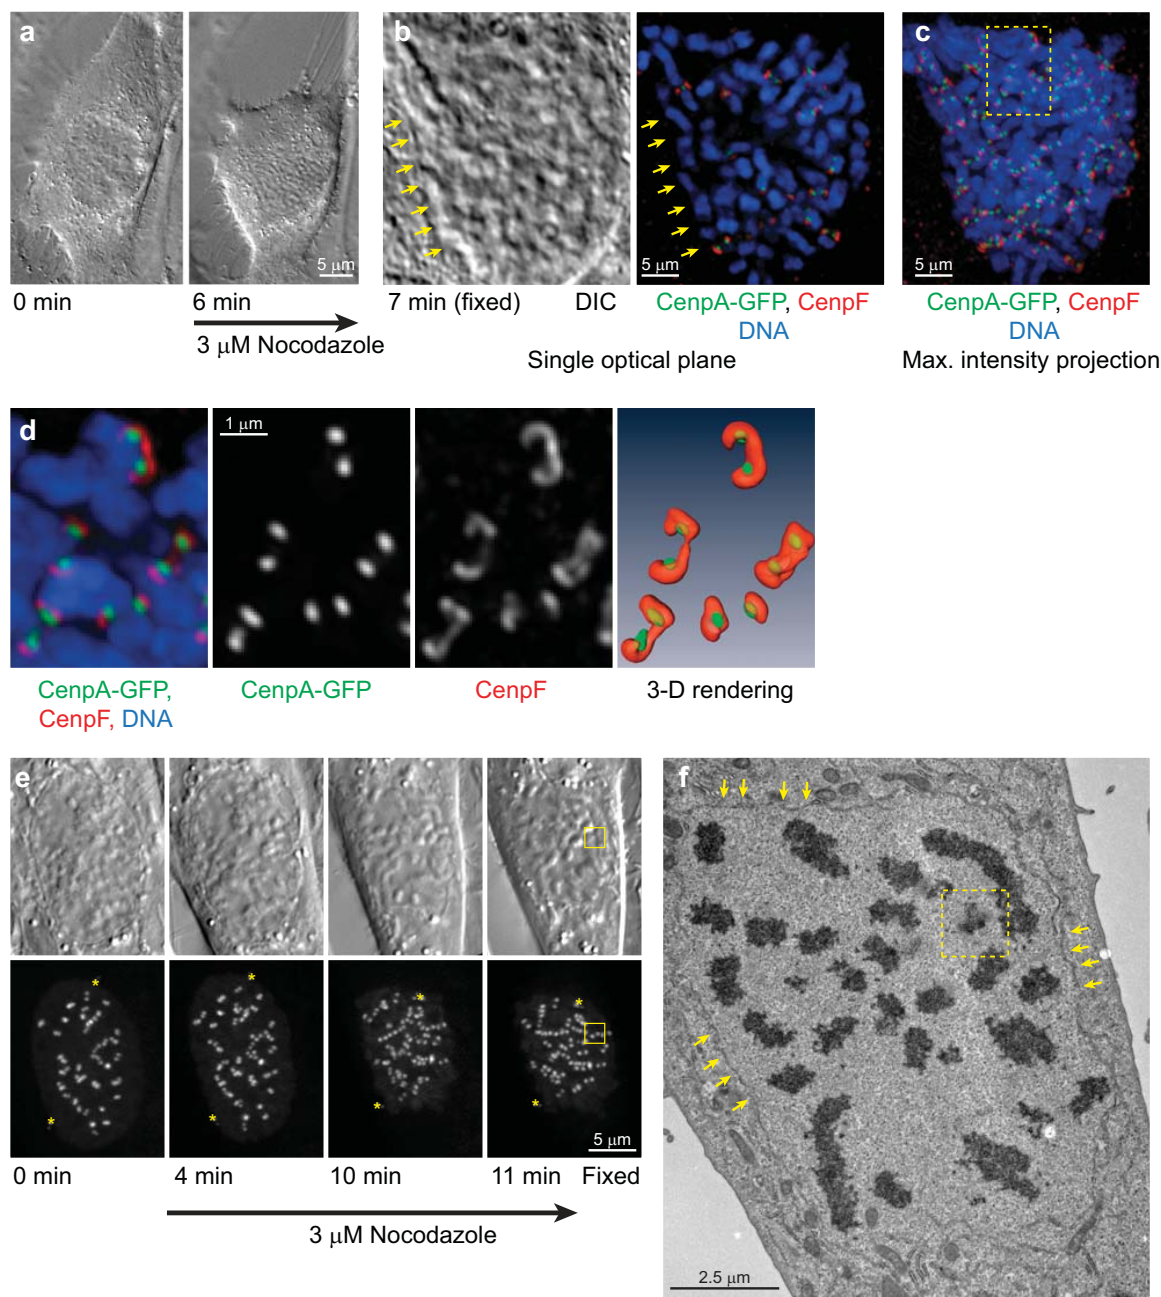 a
5 μm
0 min
6 min
3 μM Nocodazole
b
5 μm
7 min (fixed)
DIC
CenpA-GFP, CenpF
DNA
Single optical plane
c
5 μm
CenpA-GFP, CenpF
DNA
Max. intensity projection
d
1 μm
CenpA-GFP,
CenpF, DNA
CenpA-GFP
CenpF
3-D rendering
e
*
*
*
*
*
*
*
*
5 μm
0 min
4 min
10 min
11 min
Fixed
3 μM Nocodazole
f
2.5 μm